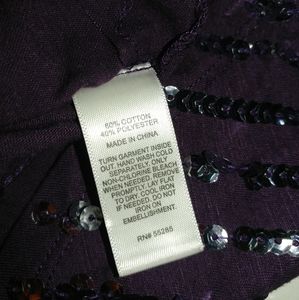 60% COTTON
40% POLYESTER
MADE IN CHINA
TURN GARMENT INSIDE
OUT. HAND WASH COLD
SEPARATELY, ONLY
NON-CHLORINE BLEACH
WHEN NEEDED. REMOVE
PROMPTLY, LAY FLAT
TO DRY. COOL IRON
IF NEEDED. DO NOT
IRON ON
EMBELLISHMENT.
RN# 55285